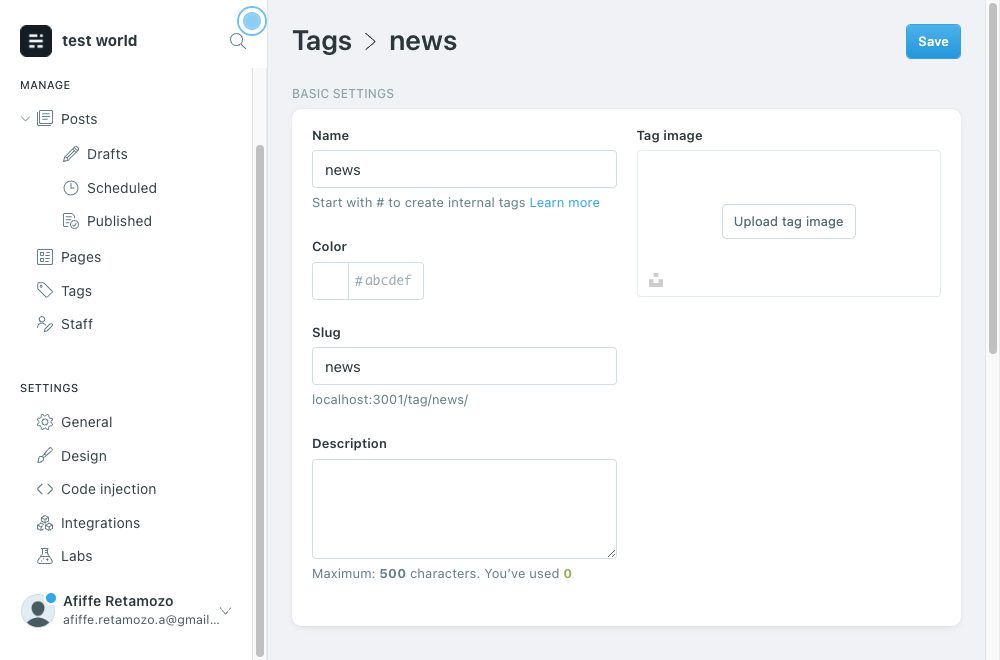 test world
MANAGE
Posts
Drafts
Scheduled
Published
Pages
Tags
Staff
SETTINGS
General
Design
Code injection
Integrations
Labs
Afiffe Retamozo
afiffe.retamozo.a@gmail...
Tags > news
Save
BASIC SETTINGS
Name
news
Start with # to create internal tags Learn more
Color
#abcdef
Slug
news
localhost:3001/tag/news/
Description
Maximum: 500 characters. You’ve used 0
Tag image
Upload tag image